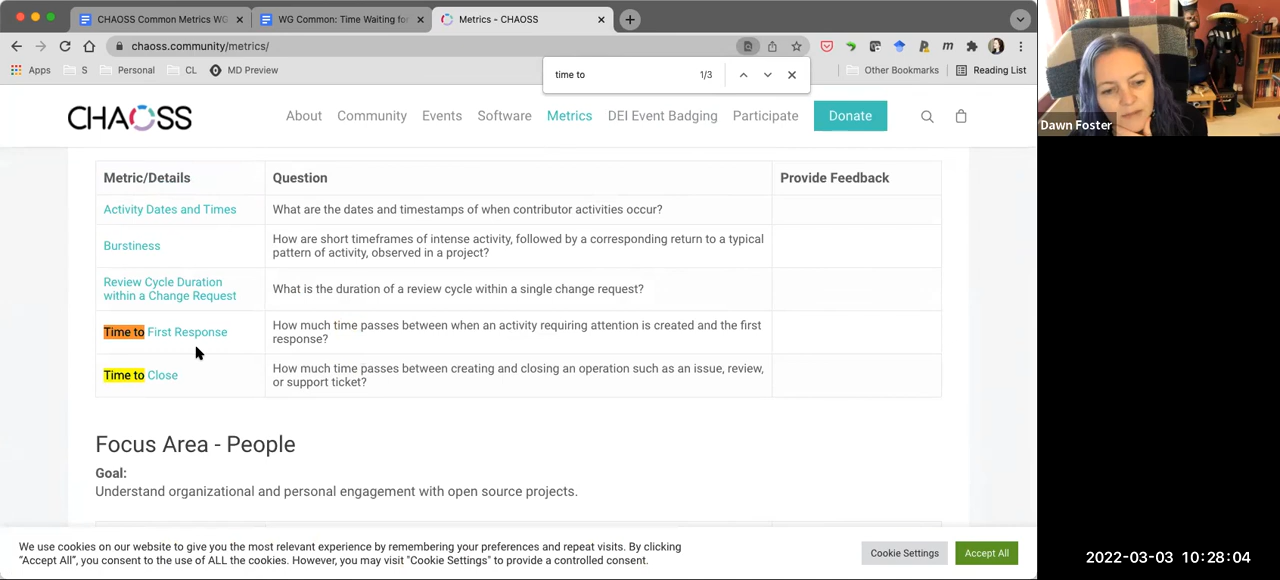 CHAOSS Common Metrics WG
WG Common: Time Waiting for
Metrics - CHAOSS
chaoss.community/metrics/
Apps
S
Personal
CL
MD Preview
Other Bookmarks
Reading List
time to
1/3
CHAOSS
About
Community
Events
Software
Metrics
DEI Event Badging
Participate
Donate
Metric/Details
Question
Provide Feedback
Activity Dates and Times
What are the dates and timestamps of when contributor activities occur?
Burstiness
How are short timeframes of intense activity, followed by a corresponding return to a typical
pattern of activity, observed in a project?
Review Cycle Duration
within a Change Request
What is the duration of a review cycle within a single change request?
Time to First Response
How much time passes between when an activity requiring attention is created and the first
response?
Time to Close
How much time passes between creating and closing an operation such as an issue, review,
or support ticket?
Focus Area - People
Goal:
Understand organizational and personal engagement with open source projects.
We use cookies on our website to give you the most relevant experience by remembering your preferences and repeat visits. By clicking
“Accept All”, you consent to the use of ALL the cookies. However, you may visit "Cookie Settings" to provide a controlled consent.
Cookie Settings
Accept All
Dawn Foster
2022-03-03 10:28:04